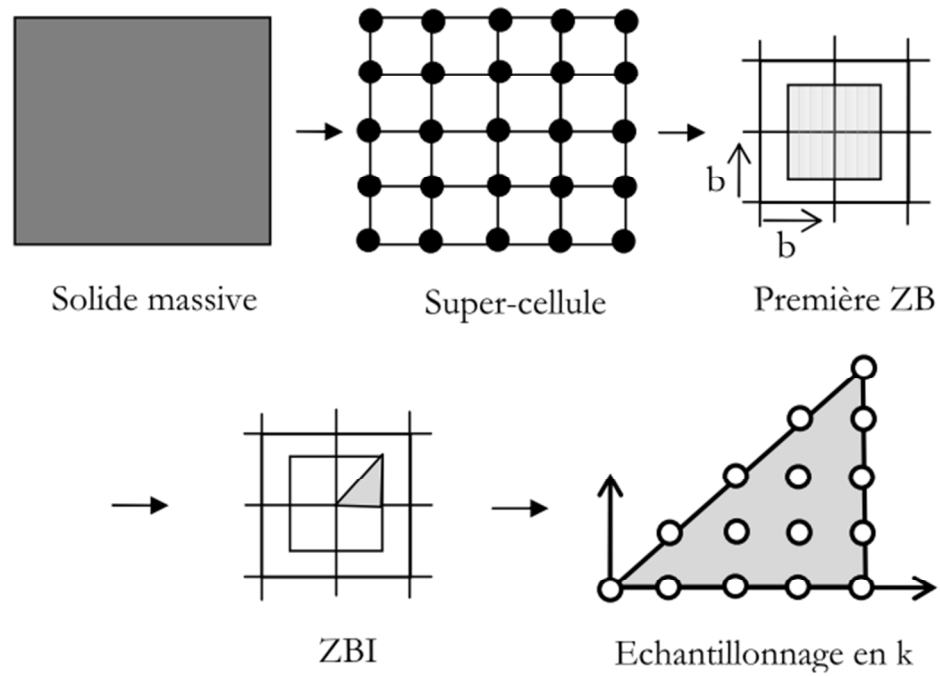 b
b
Solide massive
Super-cellule
Première ZB
ZBI
Echantillonnage en k